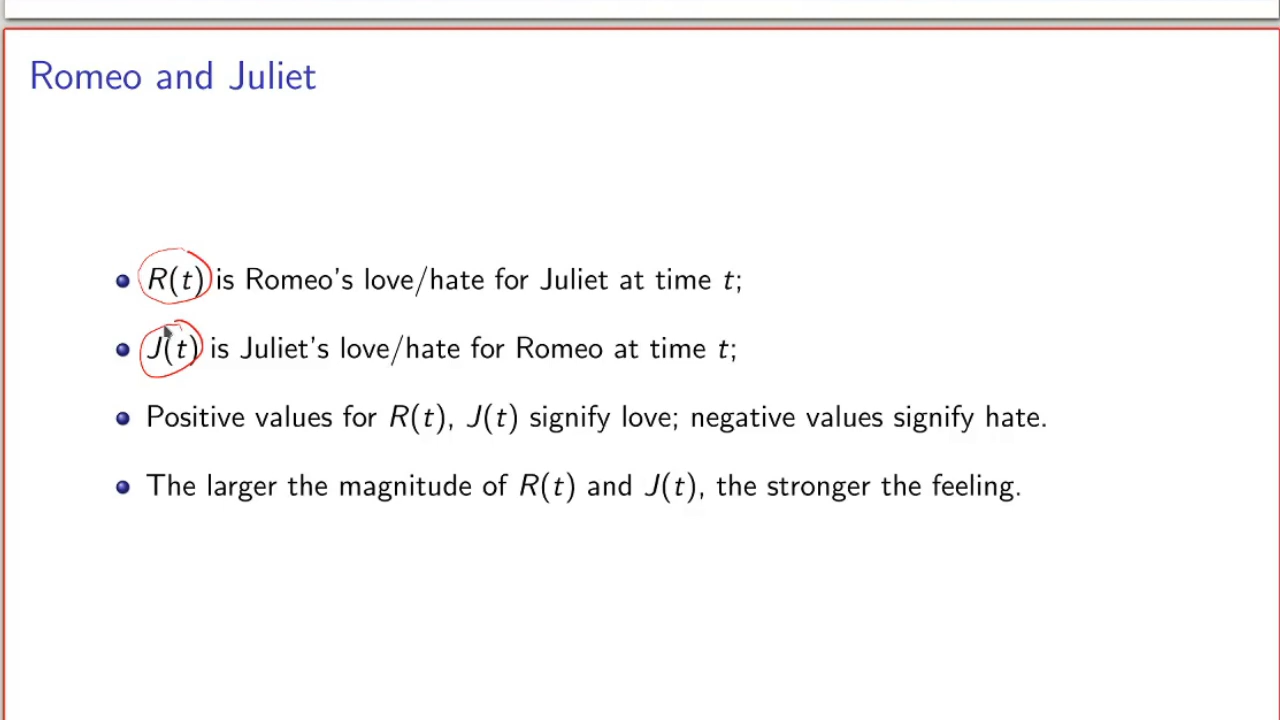 Romeo and Juliet
R(t) is Romeo's love/hate for Juliet at time t;
J(t) is Juliet's love/hate for Romeo at time t;
Positive values for R(t), J(t) signify love; negative values signify hate.
The larger the magnitude of R(t) and J(t), the stronger the feeling.